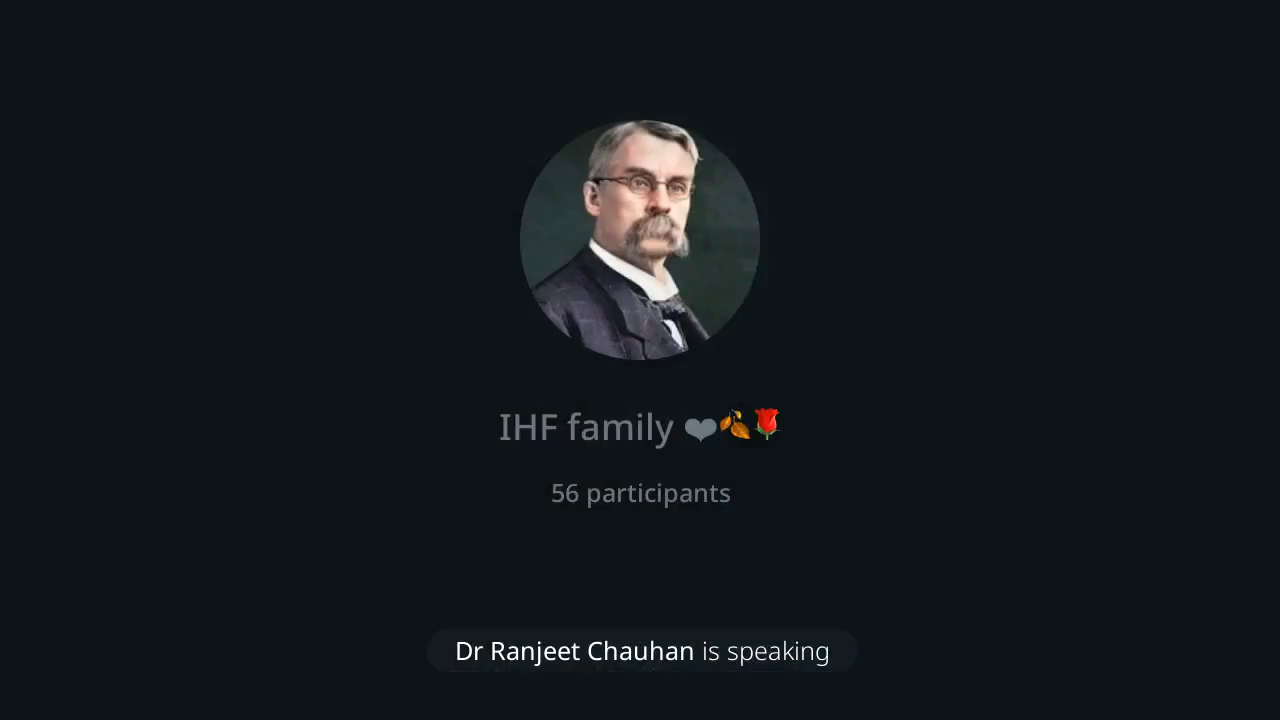 IHF family ❤🍂🌹
56 participants
Dr Ranjeet Chauhan is speaking